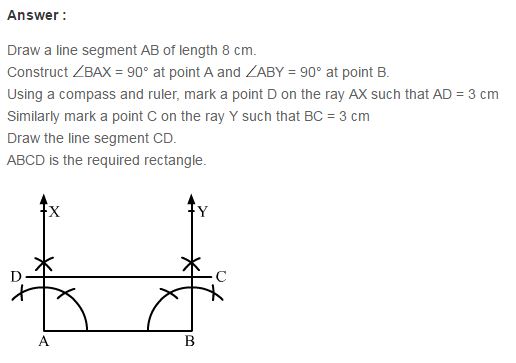 Answer :
Draw a line segment AB of length 8 cm.
Construct ∠BAX = 90° at point A and ∠ABY = 90° at point B.
Using a compass and ruler, mark a point D on the ray AX such that AD = 3 cm
Similarly mark a point C on the ray Y such that BC = 3 cm
Draw the line segment CD.
ABCD is the required rectangle.
X Y
D C
A B